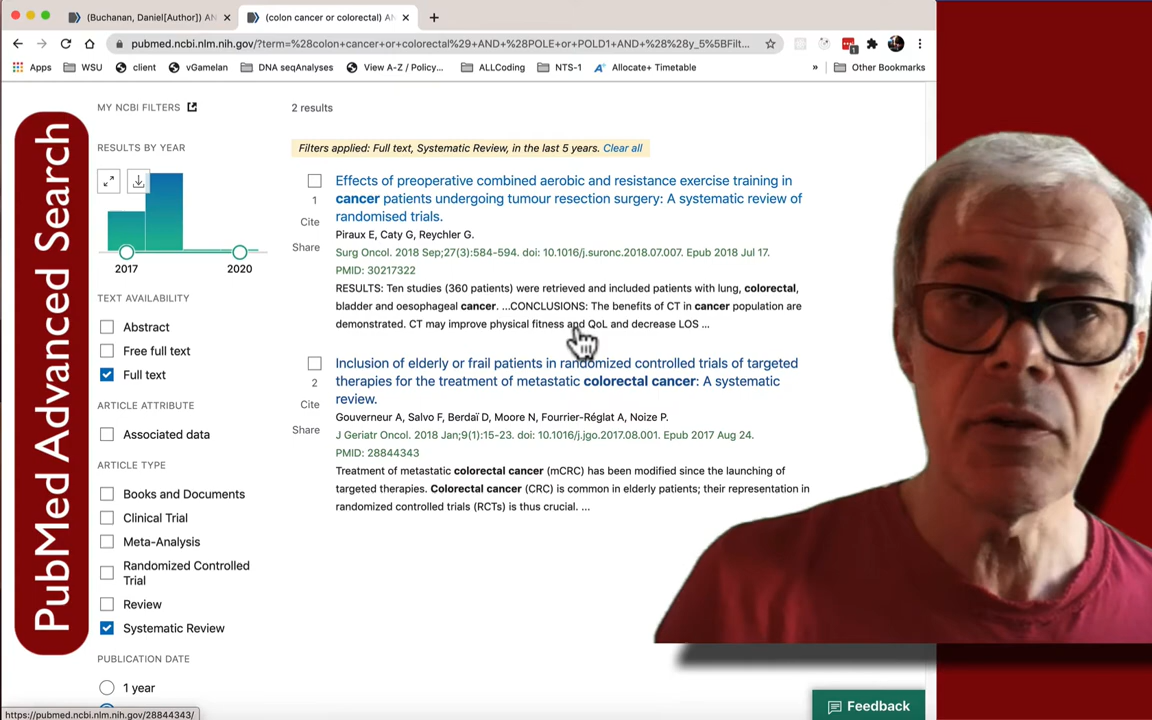 (Buchanan, Daniel[Author]) AN
(colon cancer or colorectal) AN
pubmed.ncbi.nlm.nih.gov/?term=%28colon+cancer+or+colorectal%29+AND+%28POLE+or+POLD1+AND+%28%28y_5%5BFilt...
1
Apps
WSU
client
vGamelan
DNA seqAnalyses
View A-Z / Policy...
ALLCoding
NTS-1
Allocate+ Timetable
»
Other Bookmarks
PubMed Advanced Search
MY NCBI FILTERS
RESULTS BY YEAR
2017
2020
TEXT AVAILABILITY
Abstract
Free full text
Full text
ARTICLE ATTRIBUTE
Associated data
ARTICLE TYPE
Books and Documents
Clinical Trial
Meta-Analysis
Randomized Controlled
Trial
Review
Systematic Review
PUBLICATION DATE
1 year
2 results
Filters applied: Full text, Systematic Review, in the last 5 years. Clear all
1
Cite
Share
Effects of preoperative combined aerobic and resistance exercise training in
cancer patients undergoing tumour resection surgery: A systematic review of
randomised trials.
Piraux E, Caty G, Reychler G.
Surg Oncol. 2018 Sep;27(3):584-594. doi: 10.1016/j.suronc.2018.07.007. Epub 2018 Jul 17.
PMID: 30217322
RESULTS: Ten studies (360 patients) were retrieved and included patients with lung, colorectal,
bladder and oesophageal cancer. ...CONCLUSIONS: The benefits of CT in cancer population are
demonstrated. CT may improve physical fitness and QoL and decrease LOS ...
2
Cite
Share
Inclusion of elderly or frail patients in randomized controlled trials of targeted
therapies for the treatment of metastatic colorectal cancer: A systematic
review.
Gouverneur A, Salvo F, Berdaï D, Moore N, Fourrier-Réglat A, Noize P.
J Geriatr Oncol. 2018 Jan;9(1):15-23. doi: 10.1016/j.jgo.2017.08.001. Epub 2017 Aug 24.
PMID: 28844343
Treatment of metastatic colorectal cancer (mCRC) has been modified since the launching of
targeted therapies. Colorectal cancer (CRC) is common in elderly patients; their representation in
randomized controlled trials (RCTs) is thus crucial. ...
Feedback
https://pubmed.ncbi.nlm.nih.gov/28844343/